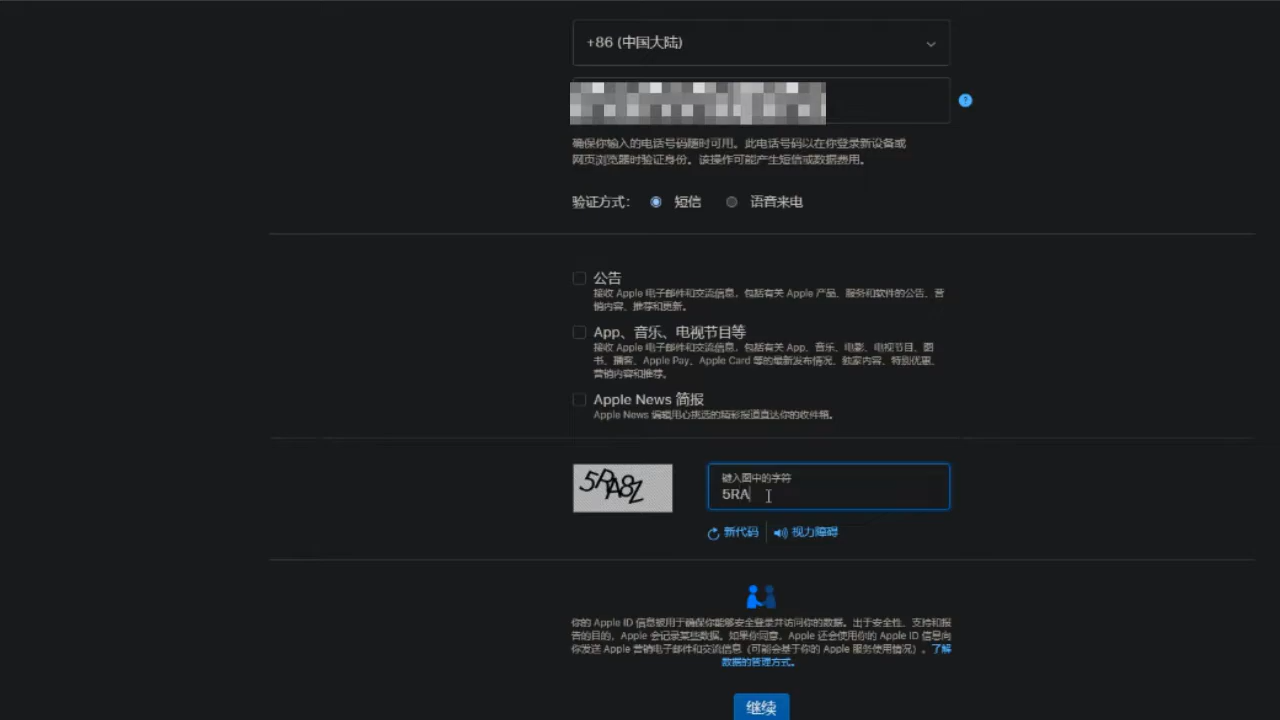 +86 (中国大陆)
确保你输入的电话号码随时可用。此电话号码以在你登录新设备或
网页浏览器时验证身份。该操作可能产生短信或数据费用。
验证方式： 短信 语音来电
公告
接收 Apple 电子邮件和交流信息，包括有关 Apple 产品、服务和软件的公告、营
销内容、推荐和更新。
App、音乐、电视节目等
接收 Apple 电子邮件和交流信息，包括有关 App、音乐、电影、电视节目、图
书、播客、Apple Pay、Apple Card 等的最新发布情况、独家内容、特别优惠、
营销内容和推荐。
Apple News 简报
Apple News 编辑用心挑选的精彩报道直达你的收件箱。
5RA8Z
键入图中的字符
5RA
新代码 视力障碍
你的 Apple ID 信息被用于确保你能够安全登录并访问你的数据。出于安全性、支持和报
告的目的，Apple 会记录某些数据。如果你同意，Apple 还会使用你的 Apple ID 信息向
你发送 Apple 营销电子邮件和交流信息（可能会基于你的 Apple 服务使用情况）。了解
数据的管理方式。
继续